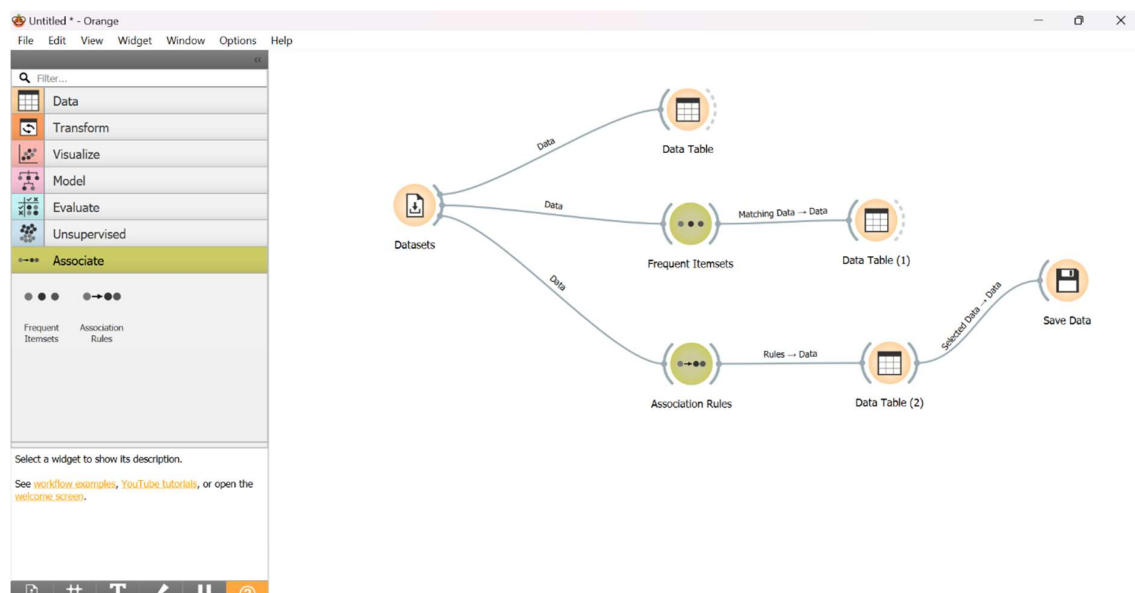 Untitled * - Orange
File Edit View Widget Window Options Help
Filter...
Data
Transform
Visualize
Model
Evaluate
Unsupervised
Associate
Frequent Itemsets
Association Rules
Select a widget to show its description.
See workflow examples, YouTube tutorials, or open the
welcome screen.
Data
Data Table
Datasets
Data
Frequent Itemsets
Matching Data → Data
Data Table (1)
Data
Association Rules
Rules → Data
Data Table (2)
Selected Data → Data
Save Data